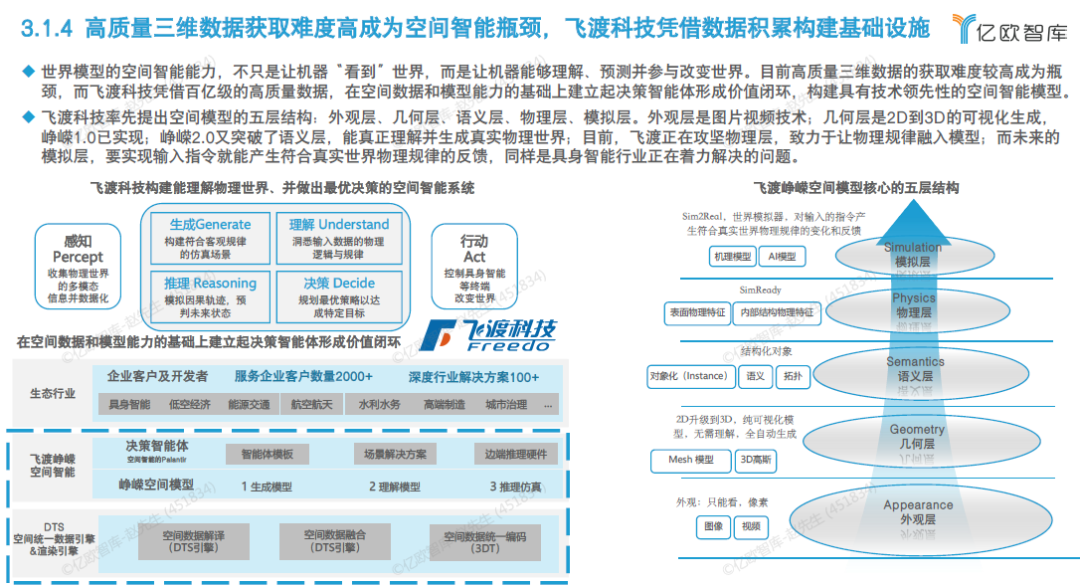 3.1.4 高质量三维数据获取难度高成为空间智能瓶颈，飞渡科技凭借数据积累构建基础设施
亿欧智库
世界模型的空间智能能力，不只是让机器“看到”世界，而是让机器能够理解、预测并参与改变世界。目前高质量三维数据的获取难度较高成为瓶
颈，而飞渡科技凭借百亿级的高质量数据，在空间数据和模型能力的基础上建立起决策智能体形成价值闭环，构建具有技术领先性的空间智能模型。
飞渡科技率先提出空间模型的五层结构：外观层、几何层、语义层、物理层、模拟层。外观层是图片视频技术；几何层是2D到3D的可视化生成，
峥嵘1.0已实现；峥嵘2.0又突破了语义层，能真正理解并生成真实物理世界；目前，飞渡正在攻坚物理层，致力于让物理规律融入模型；而未来的
模拟层，要实现输入指令就能产生符合真实世界物理规律的反馈，同样是具身智能行业正在着力解决的问题。
飞渡科技构建能理解物理世界、并做出最优决策的空间智能系统
感知
Percept
收集物理世界
的多模态
信息并数据化
生成Generate
构建符合客观规律
的仿真场景
理解 Understand
洞悉输入数据的物理
逻辑与规律
推理 Reasoning
模拟因果轨迹，预
判未来状态
决策 Decide
规划最优策略以达
成特定目标
行动
Act
控制具身智能
等终端
改变世界
在空间数据和模型能力的基础上建立起决策智能体形成价值闭环
飞渡科技
Freedo
生态行业
企业客户及开发者 服务企业客户数量2000+ 深度行业解决方案100+
具身智能 低空经济 能源交通 航空航天 水利水务 高端制造 城市治理 ...
飞渡峥嵘
空间智能
决策智能体
空间智能的Palantir
智能体模板 场景解决方案 边端推理硬件
峥嵘空间模型 1 生成模型 2 理解模型 3 推理仿真
DTS
空间统一数据引擎
&渲染引擎
空间数据解译
(DTS引擎)
空间数据融合
(DTS引擎)
空间数据统一编码
(3DT)
飞渡峥嵘空间模型核心的五层结构
Sim2Real，世界模拟器，对输入的指令产
生符合真实世界物理规律的变化和反馈
机理模型 AI模型
Simulation
模拟层
SimReady
表面物理特征 内部结构物理特征
Physics
物理层
结构化对象
对象化（Instance） 语义 拓扑
Semantics
语义层
2D升级到3D，纯可视化模
型，无需理解，全自动生成
Mesh 模型 3D高斯
Geometry
几何层
外观：只能看，像素
图像 视频
Appearance
外观层
©亿欧智库-赵先生 (451834)